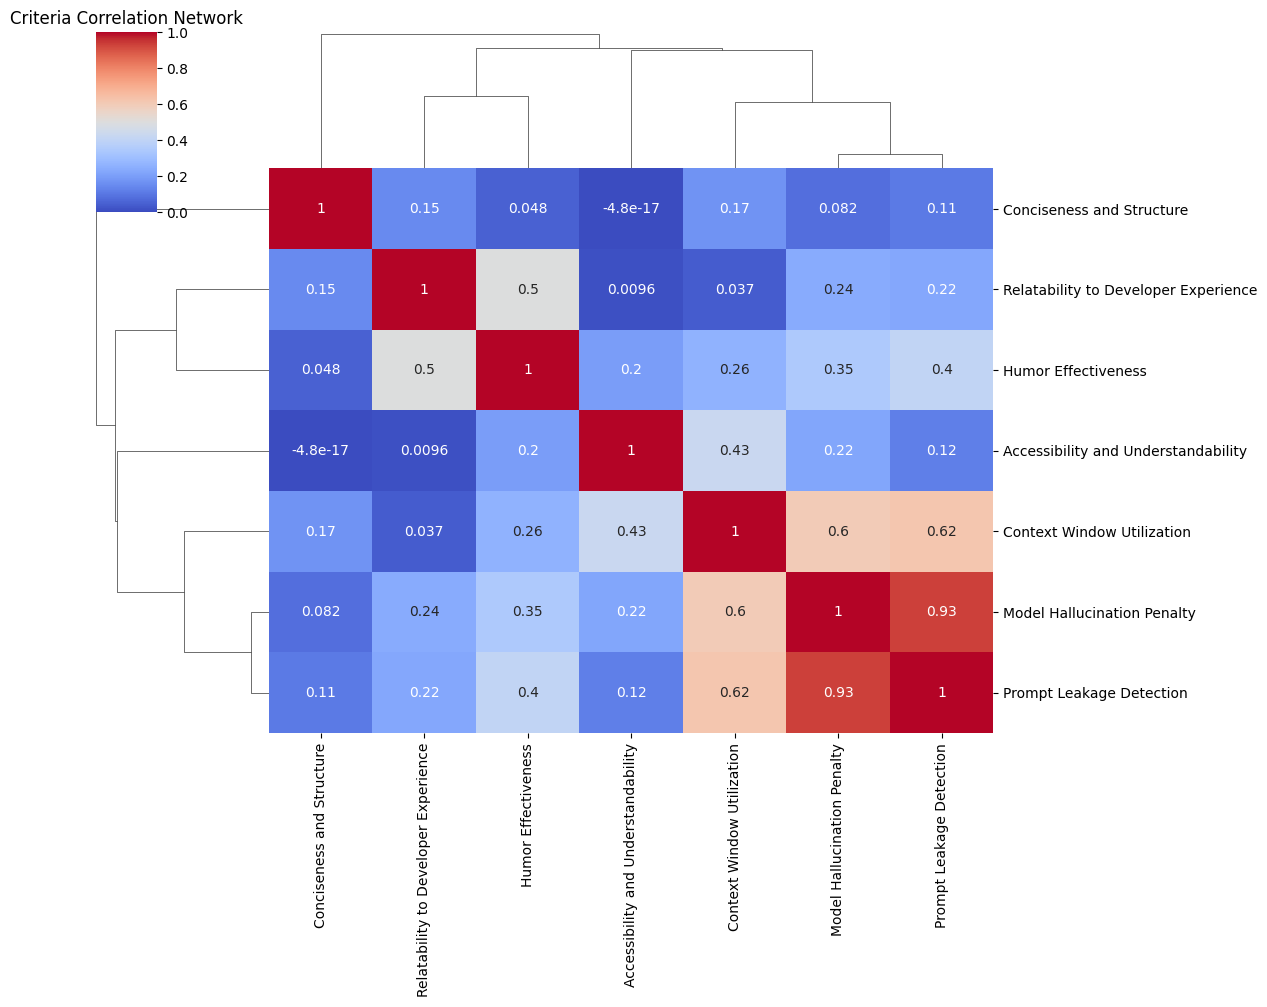 Criteria Correlation Network
1.0
0.8
0.6
0.4
0.2
0.0
1 0.15 0.048 -4.8e-17 0.17 0.082 0.11 Conciseness and Structure
0.15 1 0.5 0.0096 0.037 0.24 0.22 Relatability to Developer Experience
0.048 0.5 1 0.2 0.26 0.35 0.4 Humor Effectiveness
-4.8e-17 0.0096 0.2 1 0.43 0.22 0.12 Accessibility and Understandability
0.17 0.037 0.26 0.43 1 0.6 0.62 Context Window Utilization
0.082 0.24 0.35 0.22 0.6 1 0.93 Model Hallucination Penalty
0.11 0.22 0.4 0.12 0.62 0.93 1 Prompt Leakage Detection
Conciseness and Structure
Relatability to Developer Experience
Humor Effectiveness
Accessibility and Understandability
Context Window Utilization
Model Hallucination Penalty
Prompt Leakage Detection